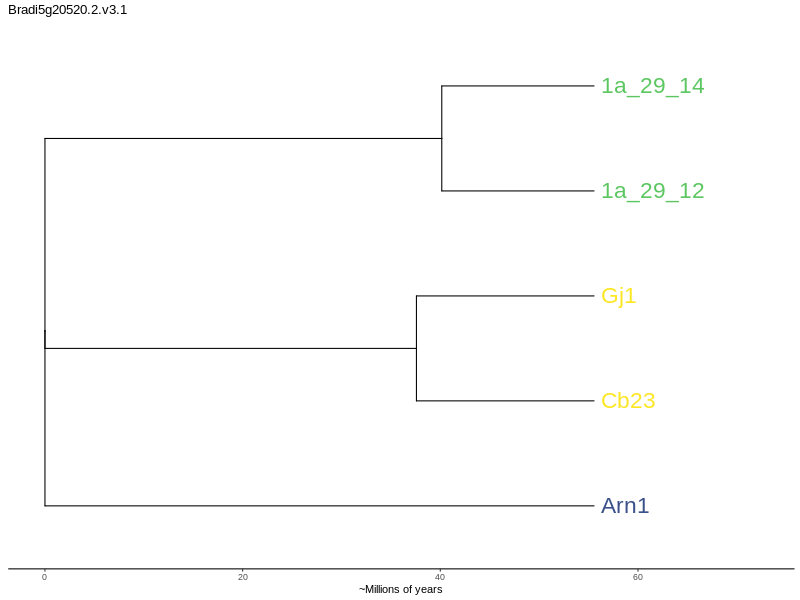 Bradi5g20520.2.v3.1
1a_29_14
1a_29_12
Gj1
Cb23
Arn1
0 20 40 60
~Millions of years